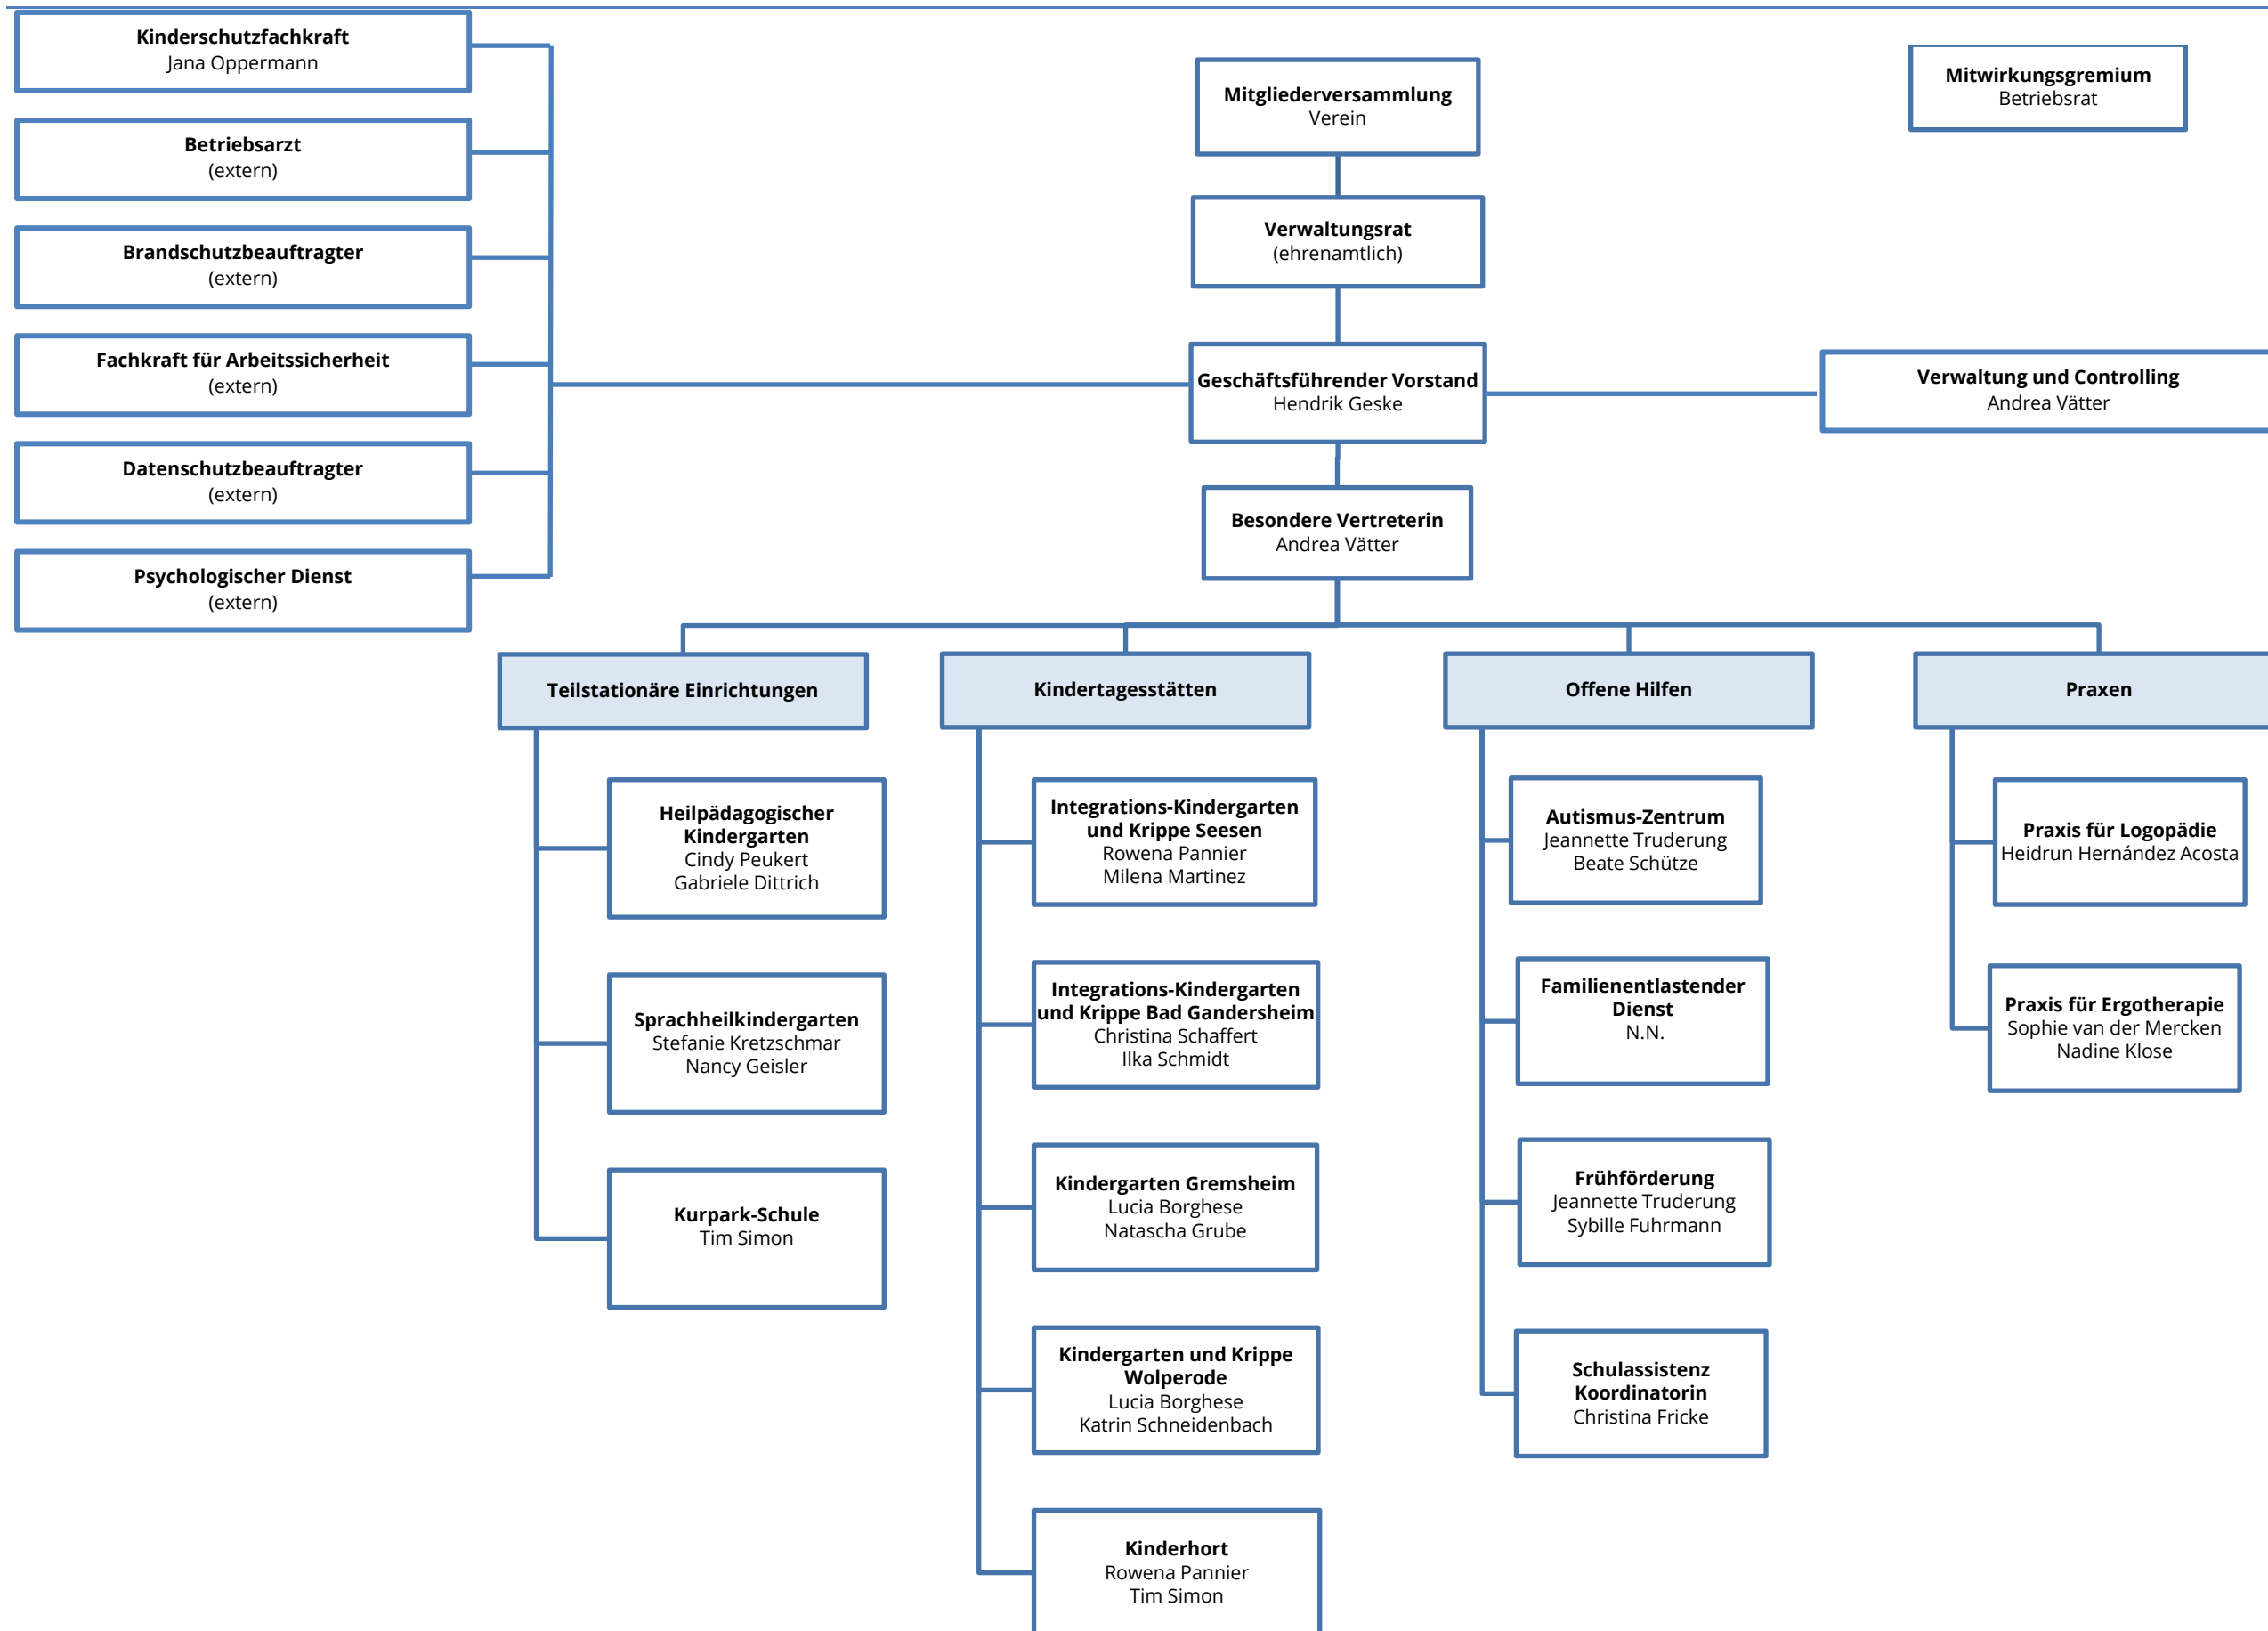 Kinderschutzfachkraft
Jana Oppermann
Betriebsarzt
(extern)
Brandschutzbeauftragter
(extern)
Fachkraft für Arbeitssicherheit
(extern)
Datenschutzbeauftragter
(extern)
Psychologischer Dienst
(extern)
Mitgliederversammlung
Verein
Verwaltungsrat
(ehrenamtlich)
Geschäftsführender Vorstand
Hendrik Geske
Besondere Vertreterin
Andrea Vätter
Mitwirkungsgremium
Betriebsrat
Verwaltung und Controlling
Andrea Vätter
Teilstationäre Einrichtungen
Heilpädagogischer
Kindergarten
Cindy Peukert
Gabriele Dittrich
Sprachheilkindergarten
Stefanie Kretzschmar
Nancy Geisler
Kurpark-Schule
Tim Simon
Kindertagesstätten
Integrations-Kindergarten
und Krippe Seesen
Rowena Pannier
Milena Martinez
Integrations-Kindergarten
und Krippe Bad Gandersheim
Christina Schaffert
Ilka Schmidt
Kindergarten Gremsheim
Lucia Borghese
Natascha Grube
Kindergarten und Krippe
Wolperode
Lucia Borghese
Katrin Schneidenbach
Kinderhort
Rowena Pannier
Tim Simon
Offene Hilfen
Autismus-Zentrum
Jeannette Truderung
Beate Schütze
Familienentlastender
Dienst
N.N.
Frühförderung
Jeannette Truderung
Sybille Fuhrmann
Schulassistenz
Koordinatorin
Christina Fricke
Praxen
Praxis für Logopädie
Heidrun Hernández Acosta
Praxis für Ergotherapie
Sophie van der Mercken
Nadine Klose